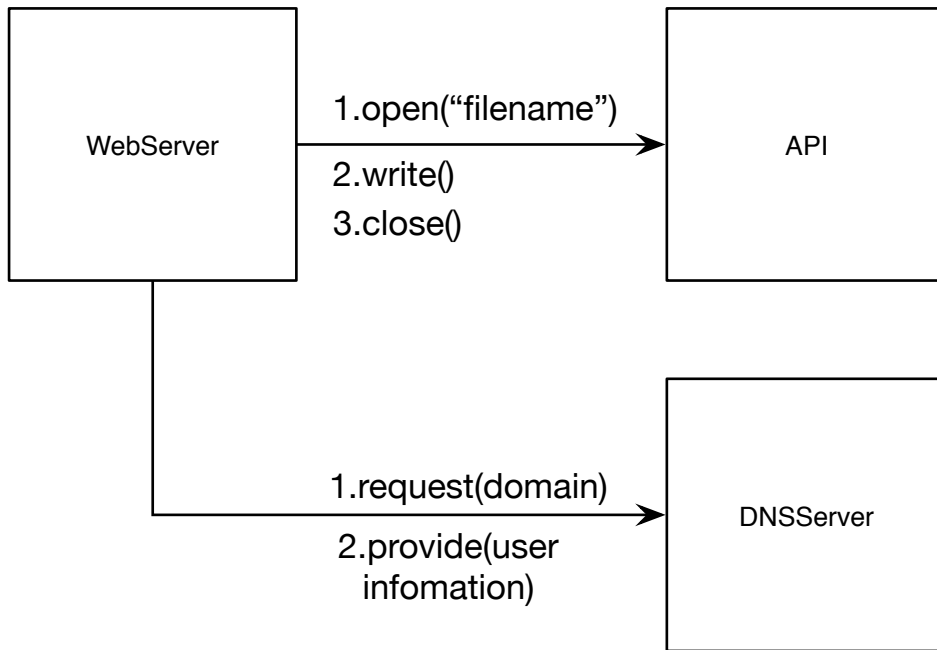 1.open(“filename”)
WebServer
API
2.write()
3.close()
1.request(domain)
DNSServer
2.provide(user
infomation)